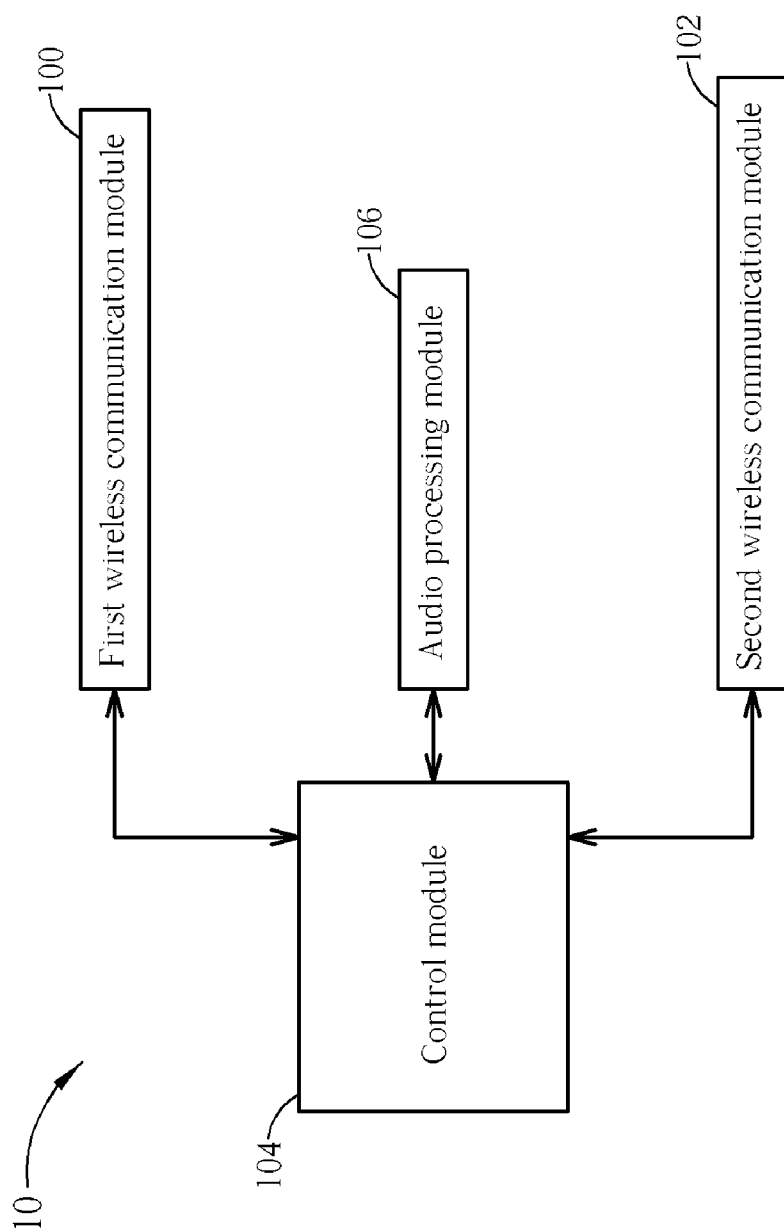 10
100
First wireless communication module
106
Audio processing module
104
Control module
102
Second wireless communication module